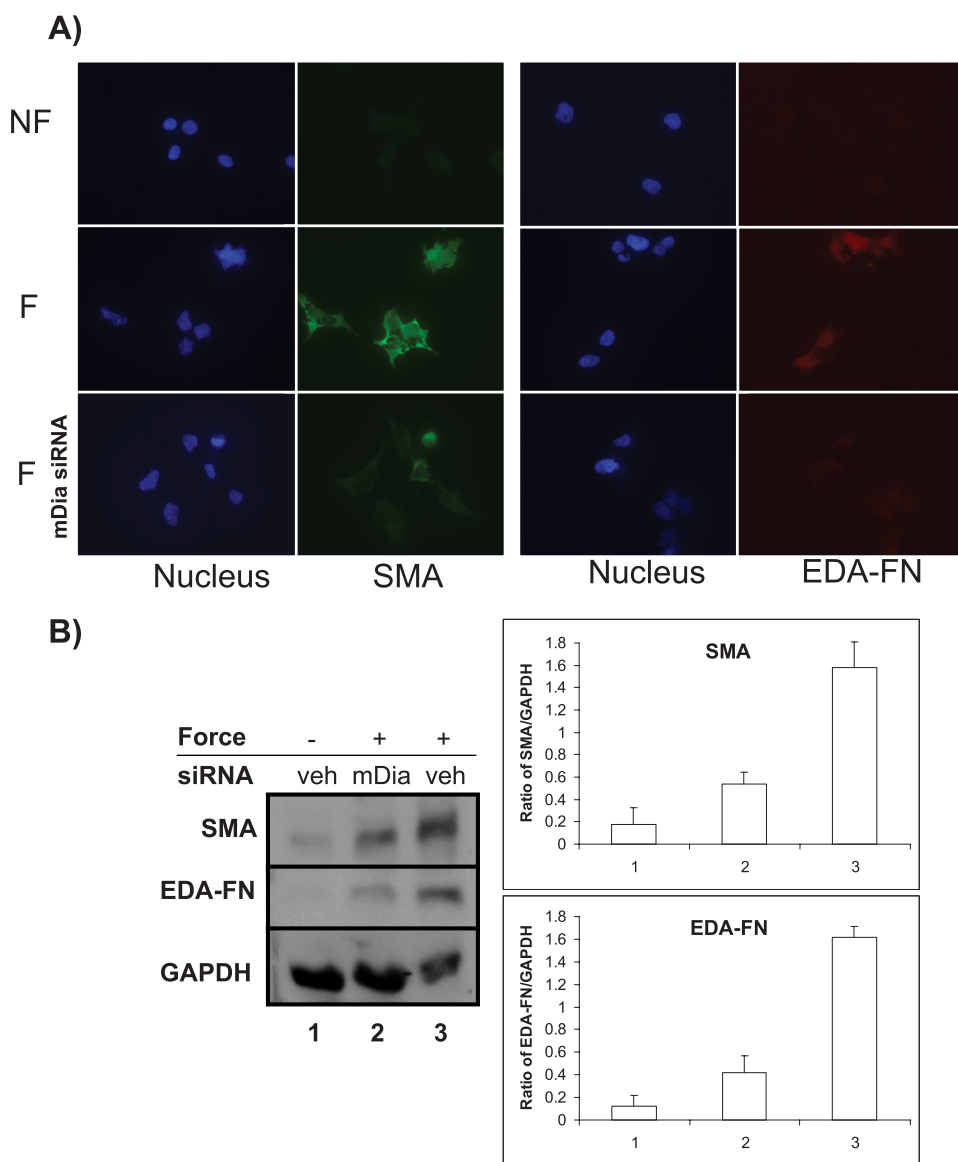 A)
NF
F
F mDia siRNA
Nucleus SMA Nucleus EDA-FN
B)
Force - + +
siRNA veh mDia veh
SMA
EDA-FN
GAPDH
1 2 3
SMA
Ratio of SMA/GAPDH
1.8
1.6
1.4
1.2
1
0.8
0.6
0.4
0.2
0
1 2 3
EDA-FN
Ratio of EDA-FN/GAPDH
1.8
1.6
1.4
1.2
1
0.8
0.6
0.4
0.2
0
1 2 3